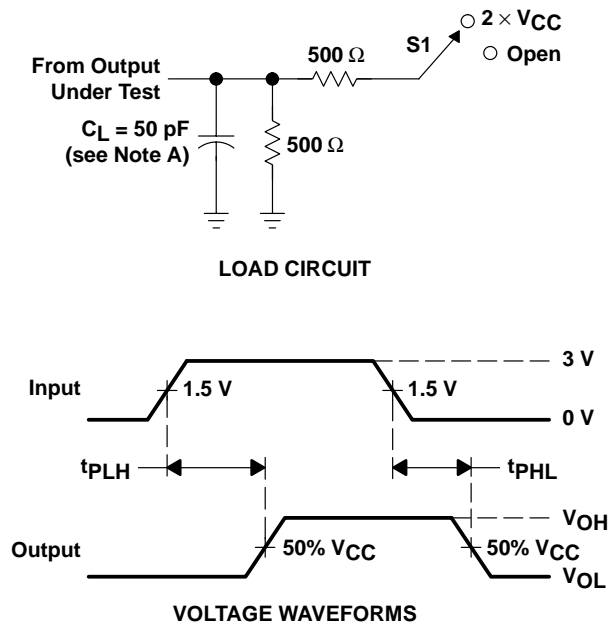 2 × VCC
S1
Open
500 Ω
From Output
Under Test
CL = 50 pF
(see Note A)
500 Ω
LOAD CIRCUIT
3 V
Input
1.5 V
1.5 V
0 V
tPLH
tPHL
VOH
Output
50% VCC
50% VCC
VOL
VOLTAGE WAVEFORMS